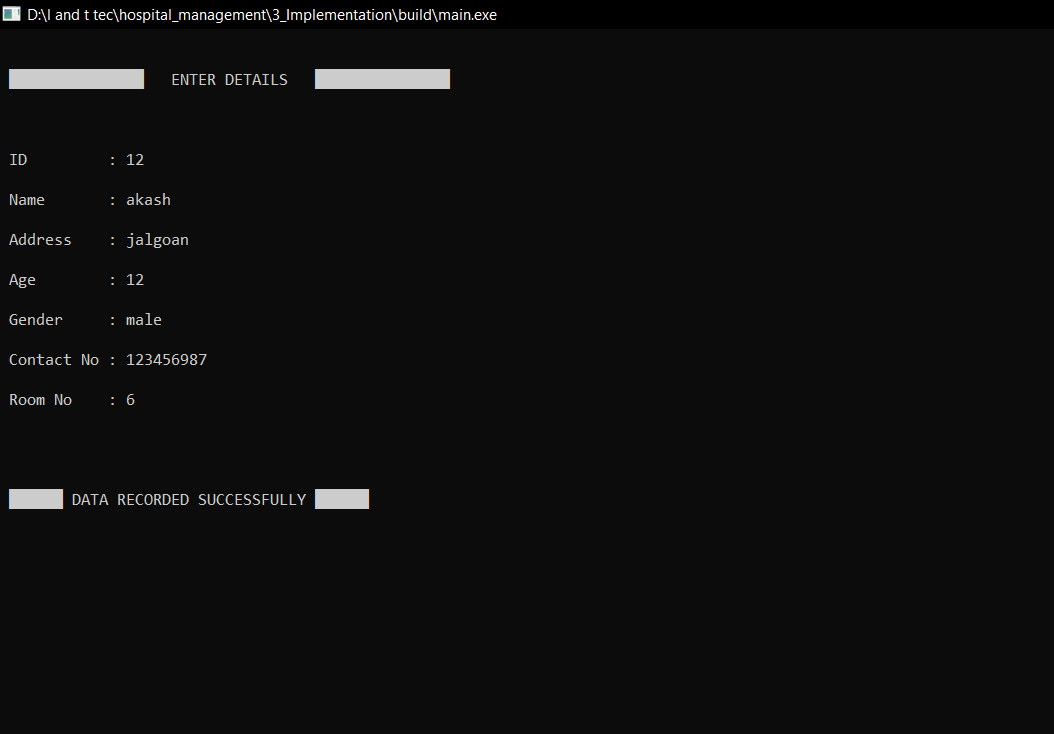 D:\l and t tec\hospital_management\3_Implementation\build\main.exe
ENTER DETAILS
ID : 12
Name : akash
Address : jalgoan
Age : 12
Gender : male
Contact No : 123456987
Room No : 6
DATA RECORDED SUCCESSFULLY